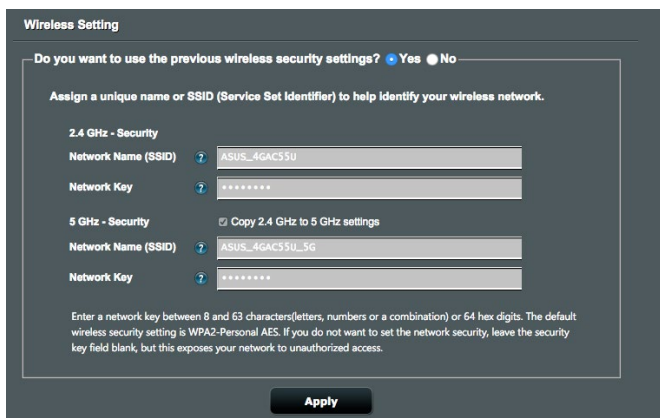 Wireless Setting
Do you want to use the previous wireless security settings? Yes No
Assign a unique name or SSID (Service Set Identifier) to help identify your wireless network.
2.4 GHz - Security
Network Name (SSID) ? ASUS_4GAC55U
Network Key ? ••••••••
5 GHz - Security Copy 2.4 GHz to 5 GHz settings
Network Name (SSID) ? ASUS_4GAC55U_5G
Network Key ? ••••••••
Enter a network key between 8 and 63 characters(letters, numbers or a combination) or 64 hex digits. The default
wireless security setting is WPA2-Personal AES. If you do not want to set the network security, leave the security
key field blank, but this exposes your network to unauthorized access.
Apply